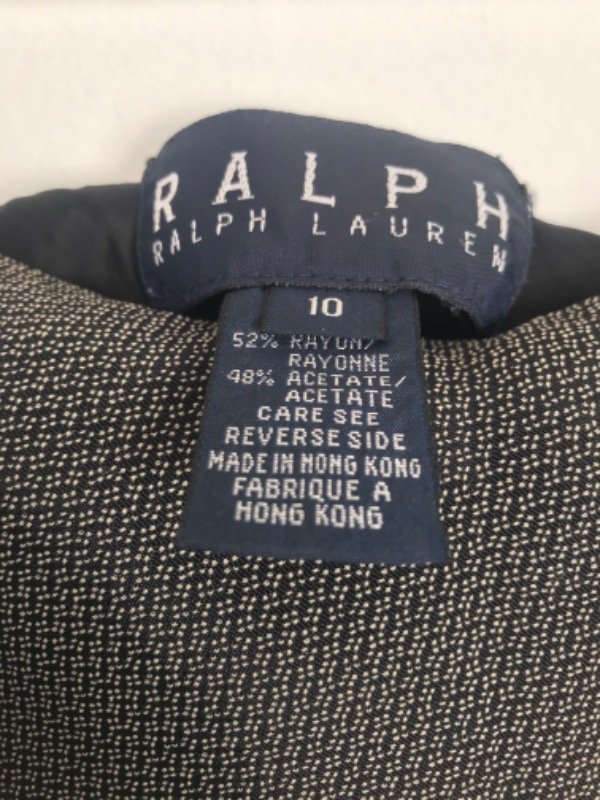 RALPH
RALPH LAUREN
10
52% RAYON/
RAYONNE
48% ACETATE/
ACETATE
CARE SEE
REVERSE SIDE
MADE IN HONG KONG
FABRIQUE A
HONG KONG